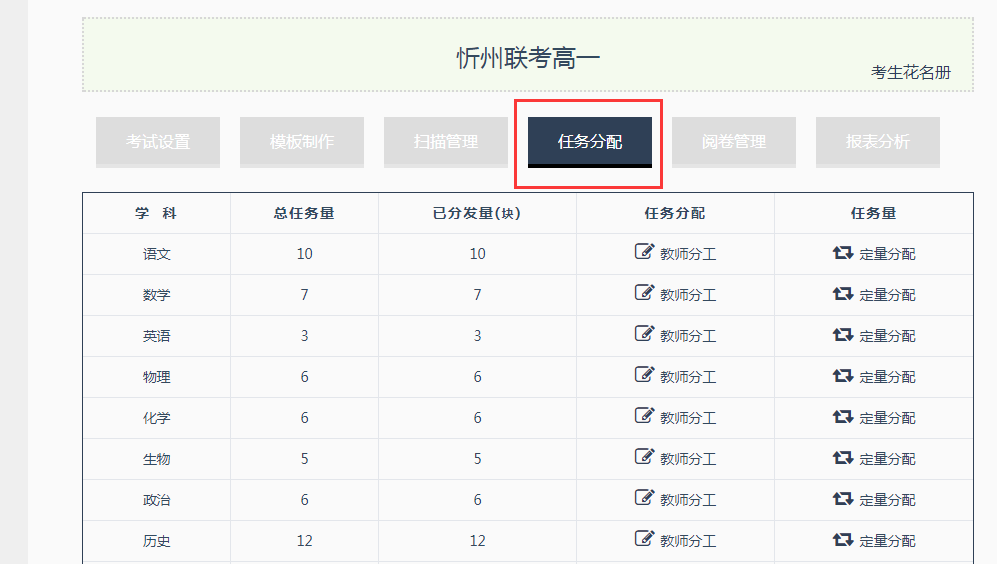 忻州联考高一
考生花名册
考试设置 模板制作 扫描管理 任务分配 阅卷管理 报表分析
学 科 总任务量 已分发量(块) 任务分配 任务量
语文 10 10 教师分工 定量分配
数学 7 7 教师分工 定量分配
英语 3 3 教师分工 定量分配
物理 6 6 教师分工 定量分配
化学 6 6 教师分工 定量分配
生物 5 5 教师分工 定量分配
政治 6 6 教师分工 定量分配
历史 12 12 教师分工 定量分配